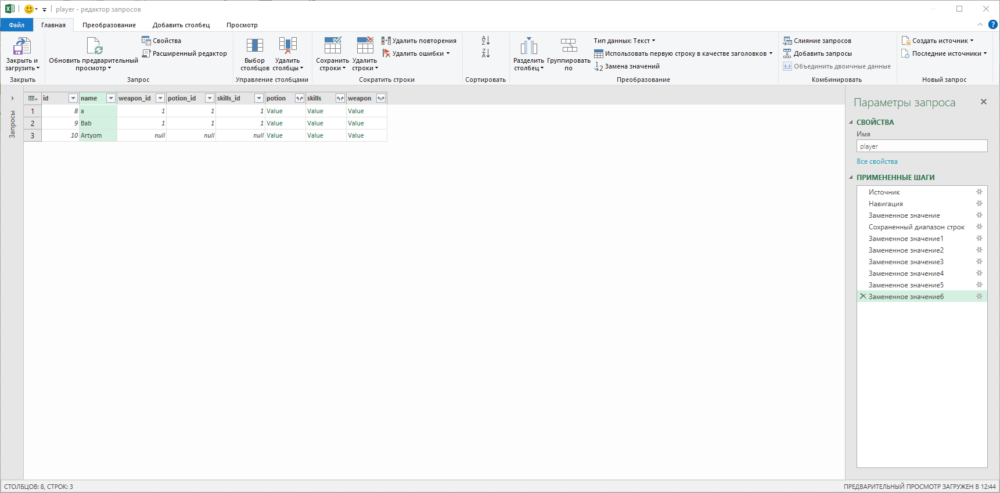 player - редактор запросов
Файл Главная Преобразование Добавить столбец Просмотр
Закрыть и загрузить
Закрыть
Обновить предварительный просмотр
Свойства
Расширенный редактор
Запрос
Выбор столбцов
Удалить столбцы
Управление столбцами
Сохранить строки
Удалить строки
Удалить повторения
Удалить ошибки
Сократить строки
Сортировать
Разделить столбец
Группировать по
Тип данных: Текст
Использовать первую строку в качестве заголовков
Замена значений
Преобразование
Слияние запросов
Добавить запросы
Объединить двоичные данные
Комбинировать
Создать источник
Последние источники
Новый запрос
Запросы
id name weapon_id potion_id skills_id potion skills weapon
1 8 a 1 1 1 Value Value Value
2 9 Bab 1 1 1 Value Value Value
3 10 Artyom null null null Value Value Value
Параметры запроса
СВОЙСТВА
Имя
player
Все свойства
ПРИМЕНЕННЫЕ ШАГИ
Источник
Навигация
Замененное значение
Сохраненный диапазон строк
Замененное значение1
Замененное значение2
Замененное значение3
Замененное значение4
Замененное значение5
Замененное значение6
СТОЛБЦОВ: 8, СТРОК: 3
ПРЕДВАРИТЕЛЬНЫЙ ПРОСМОТР ЗАГРУЖЕН В 12:44